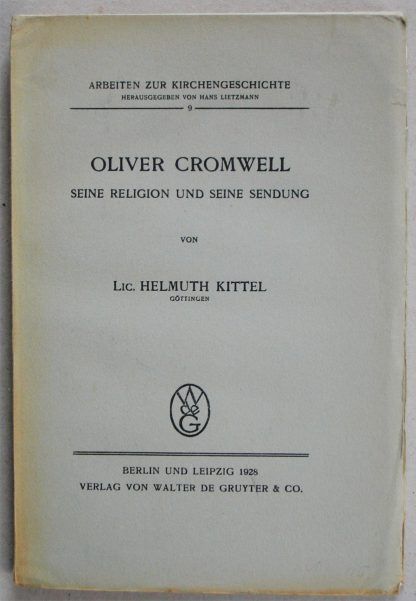 ARBEITEN ZUR KIRCHENGESCHICHTE
HERAUSGEGEBEN VON HANS LIETZMANN
9
OLIVER CROMWELL
SEINE RELIGION UND SEINE SENDUNG
VON
LIC. HELMUTH KITTEL
GÖTTINGEN
W
de
G
BERLIN UND LEIPZIG 1928
VERLAG VON WALTER DE GRUYTER & CO.